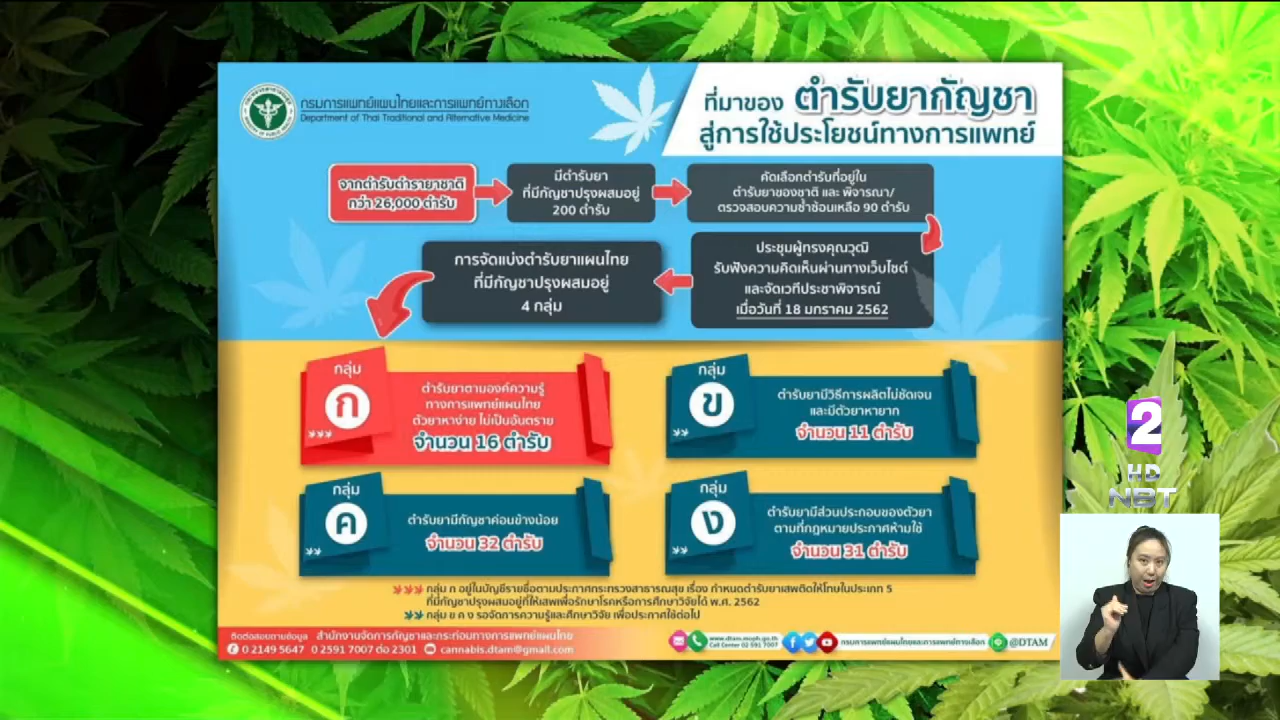 กรมการแพทย์แผนไทยและการแพทย์ทางเลือก
Department of Thai Traditional and Alternative Medicine
ที่มาของ ตำรับยากัญชา
สู่การใช้ประโยชน์ทางการแพทย์
จากตำรับตำรายาชาติ
กว่า 26,000 ตำรับ
มีตำรับยา
ที่มีกัญชาปรุงผสมอยู่
200 ตำรับ
คัดเลือกตำรับที่อยู่ใน
ตำรับยาของชาติ และ พิจารณา/
ตรวจสอบความซ้ำซ้อนเหลือ 90 ตำรับ
ประชุมผู้ทรงคุณวุฒิ
รับฟังความคิดเห็นผ่านทางเว็บไซต์
และจัดเวทีประชาพิจารณ์
เมื่อวันที่ 18 มกราคม 2562
การจัดแบ่งตำรับยาแผนไทย
ที่มีกัญชาปรุงผสมอยู่
4 กลุ่ม
กลุ่ม
ก
ตำรับยาตามองค์ความรู้
ทางการแพทย์แผนไทย
ตัวยาหาง่าย ไม่เป็นอันตราย
จำนวน 16 ตำรับ
กลุ่ม
ข
ตำรับยามีวิธีการผลิตไม่ชัดเจน
และมีตัวยาหายาก
จำนวน 11 ตำรับ
กลุ่ม
ค
ตำรับยามีกัญชาค่อนข้างน้อย
จำนวน 32 ตำรับ
กลุ่ม
ง
ตำรับยามีส่วนประกอบของตัวยา
ตามที่กฎหมายประกาศห้ามใช้
จำนวน 31 ตำรับ
กลุ่ม ก อยู่ในบัญชีรายชื่อตามประกาศกระทรวงสาธารณสุข เรื่อง กำหนดตำรับยาเสพติดให้โทษในประเภท 5
ที่มีกัญชาปรุงผสมอยู่ที่ให้เสพเพื่อรักษาโรคหรือการศึกษาวิจัยได้ พ.ศ. 2562
กลุ่ม ข ค ง รอจัดการความรู้และศึกษาวิจัย เพื่อประกาศใช้ต่อไป
ติดต่อสอบถามข้อมูล สำนักงานจัดการกัญชาและกระท่อมทางการแพทย์แผนไทย
0 2149 5647 0 2591 7007 ต่อ 2301 cannabis.dtam@gmail.com
www.dtam.moph.go.th
Call Center 02 591 7007
กรมการแพทย์แผนไทยและการแพทย์ทางเลือก @DTAM
2
HD
NBT